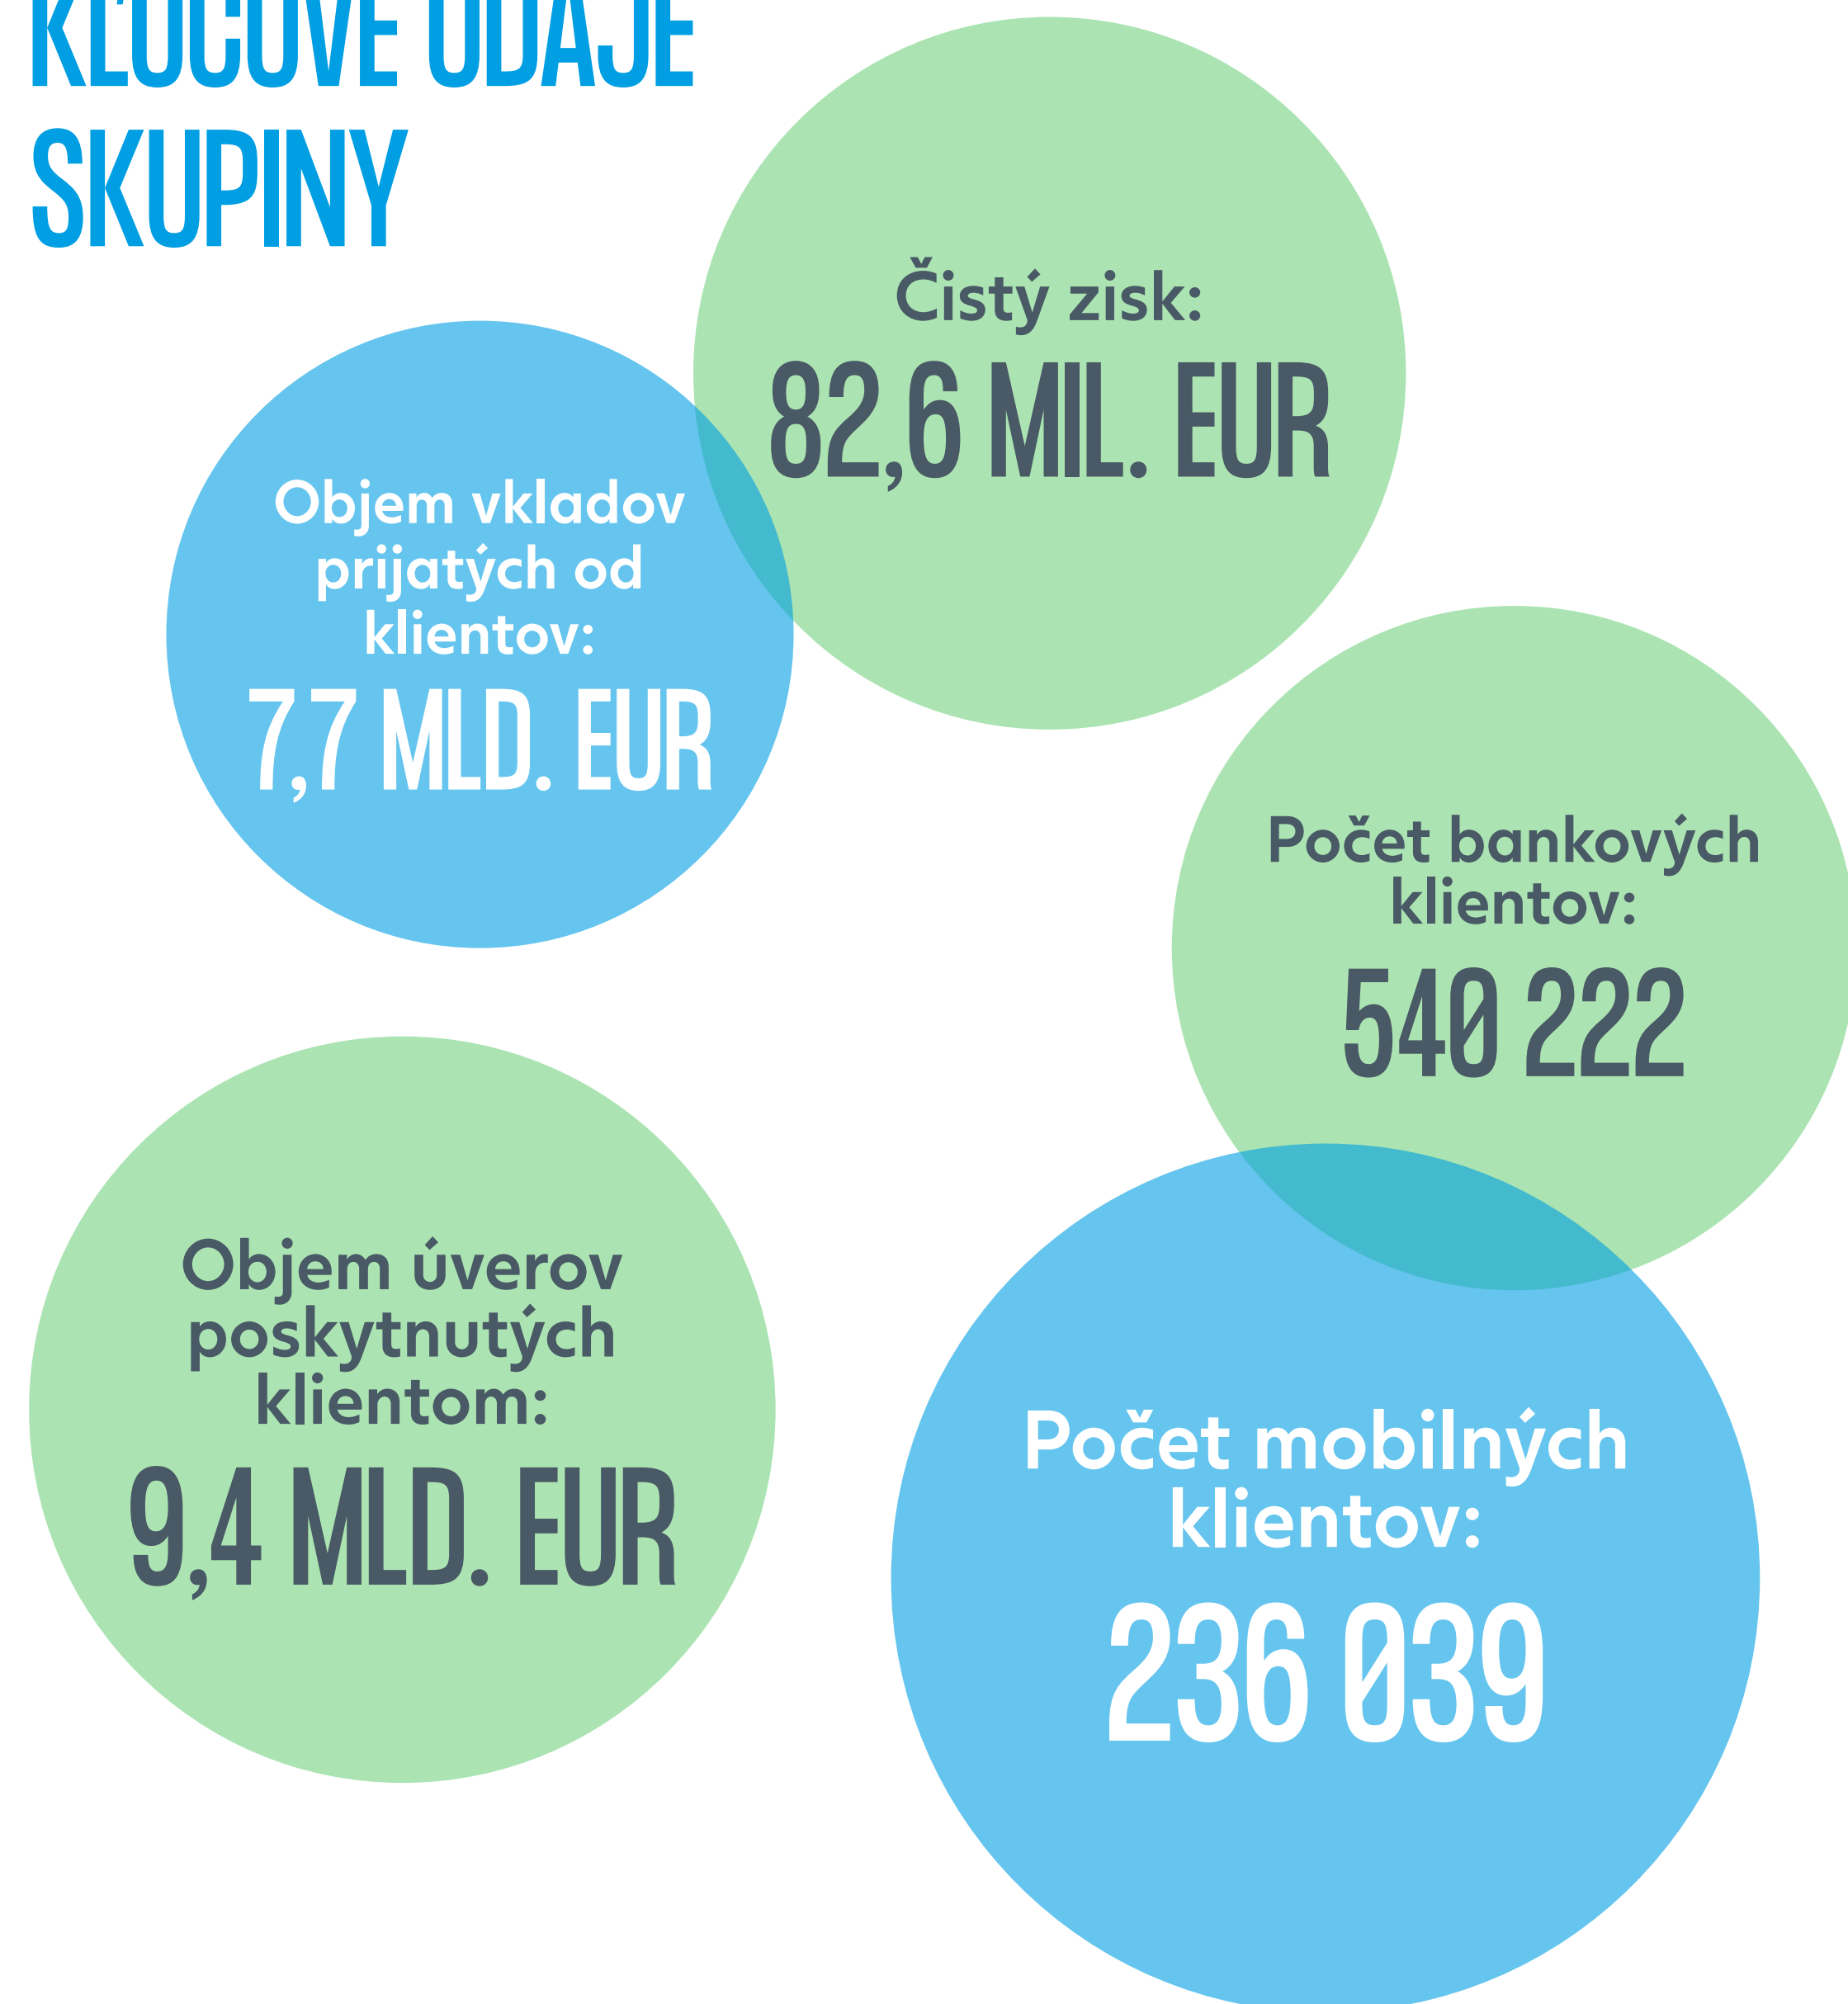 KĽÚČOVÉ ÚDAJE
SKUPINY
Čistý zisk:
82,6 MIL. EUR
Objem vkladov
prijatých od
klientov:
7,7 MLD. EUR
Počet bankových
klientov:
540 222
Objem úverov
poskytnutých
klientom:
9,4 MLD. EUR
Počet mobilných
klientov:
236 039